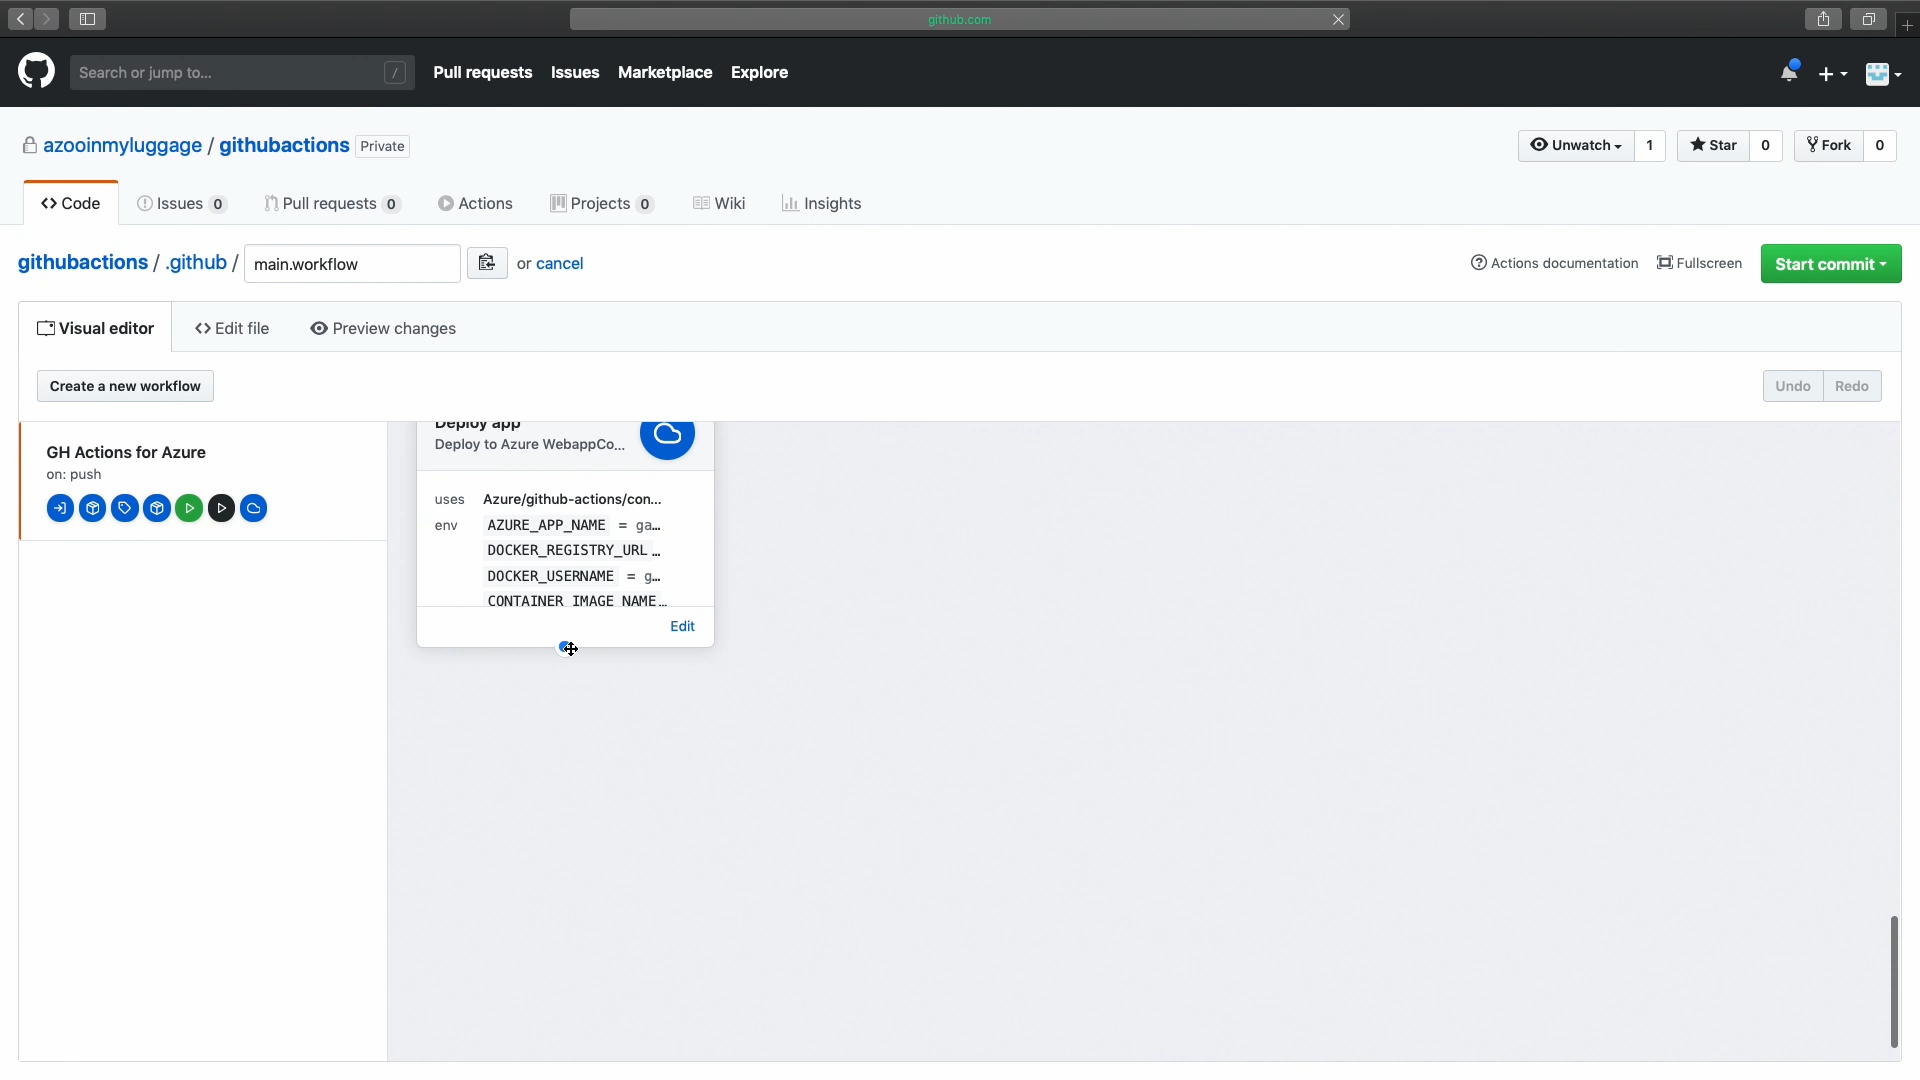 github.com
Search or jump to... /
Pull requests Issues Marketplace Explore
azooinmyluggage / githubactions Private
Unwatch 1 Star 0 Fork 0
Code Issues 0 Pull requests 0 Actions Projects 0 Wiki Insights
githubactions / .github / main.workflow or cancel
Actions documentation Fullscreen Start commit
Visual editor Edit file Preview changes
Create a new workflow
Undo Redo
GH Actions for Azure
on: push
Deploy app
Deploy to Azure WebappCo...
uses Azure/github-actions/con...
env AZURE_APP_NAME = ga...
DOCKER_REGISTRY_URL ...
DOCKER_USERNAME = g...
CONTAINER_IMAGE_NAME...
Edit